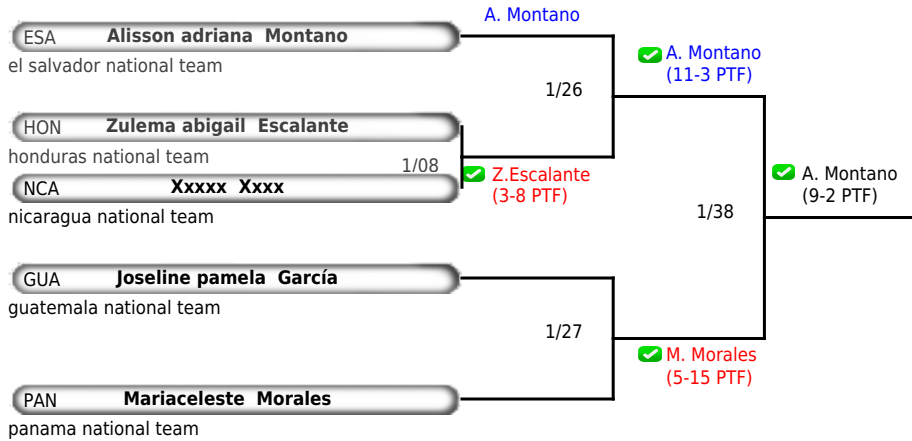 A. Montano
ESA Alisson adriana Montano
el salvador national team
A. Montano
(11-3 PTF)
1/26
HON Zulema abigail Escalante
honduras national team
1/08
Z.Escalante
(3-8 PTF)
NCA Xxxxx Xxxx
nicaragua national team
A. Montano
(9-2 PTF)
1/38
GUA Joseline pamela García
guatemala national team
1/27
M. Morales
(5-15 PTF)
PAN Mariaceleste Morales
panama national team